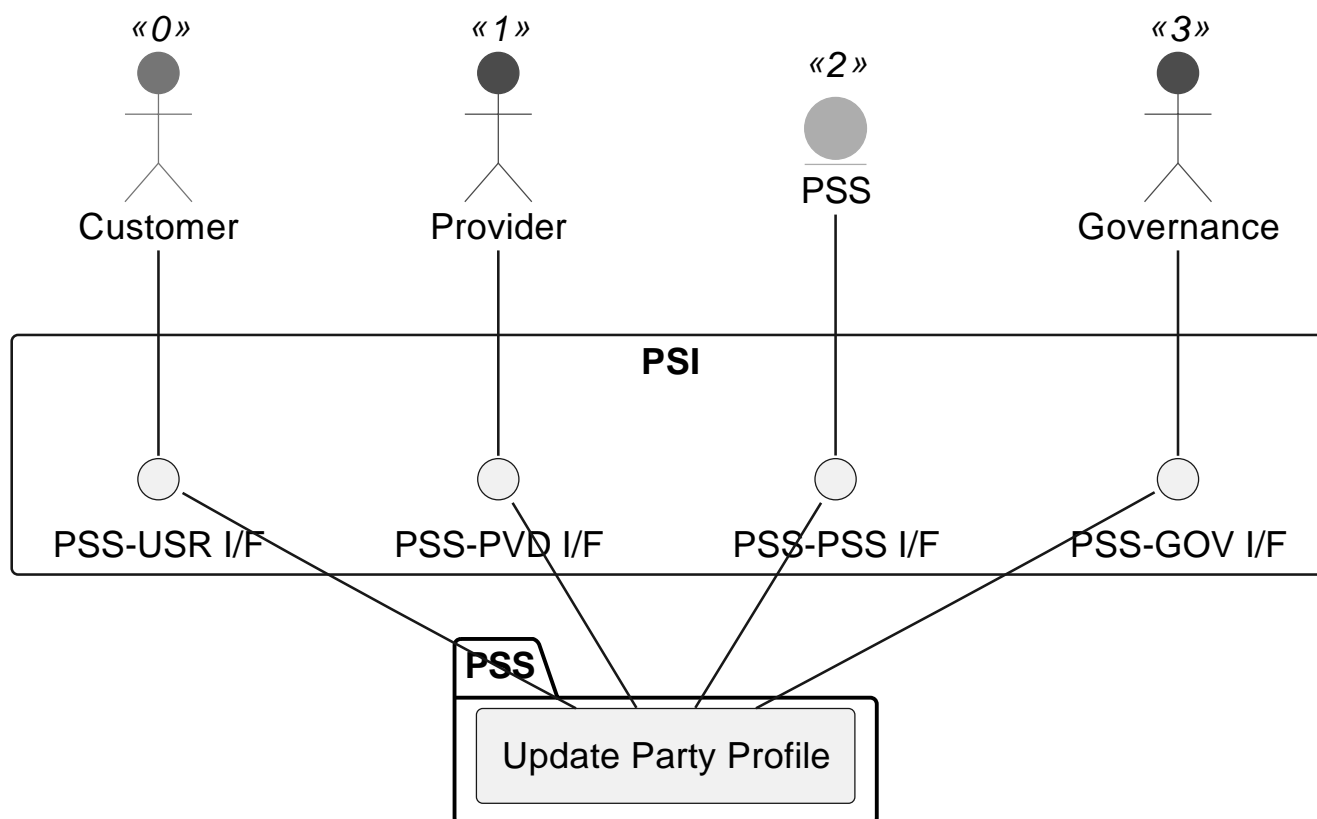 «0»
«1»
«2»
«3»
Customer
Provider
PSS
Governance
PSI
PSS-USR I/F
PSS-PVD I/F
PSS-PSS I/F
PSS-GOV I/F
PSS
Update Party Profile